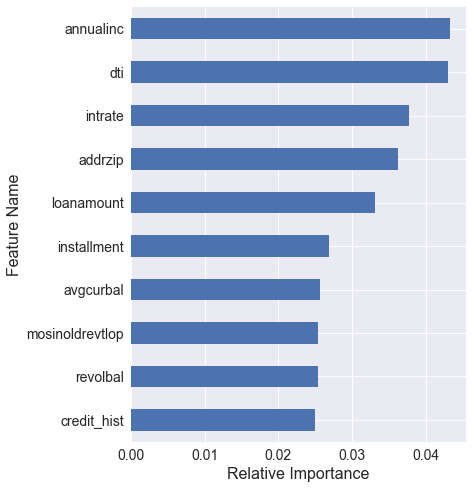 annualinc
dti
intrate
addrzip
loanamount
installment
avgcurbal
mosinoldrevtlop
revolbal
credit_hist
Feature Name
0.00 0.01 0.02 0.03 0.04
Relative Importance